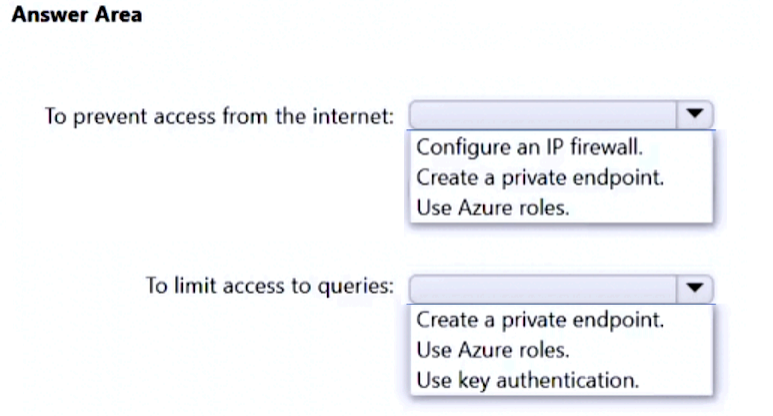 Answer Area
To prevent access from the internet:
Configure an IP firewall.
Create a private endpoint.
Use Azure roles.
To limit access to queries:
Create a private endpoint.
Use Azure roles.
Use key authentication.